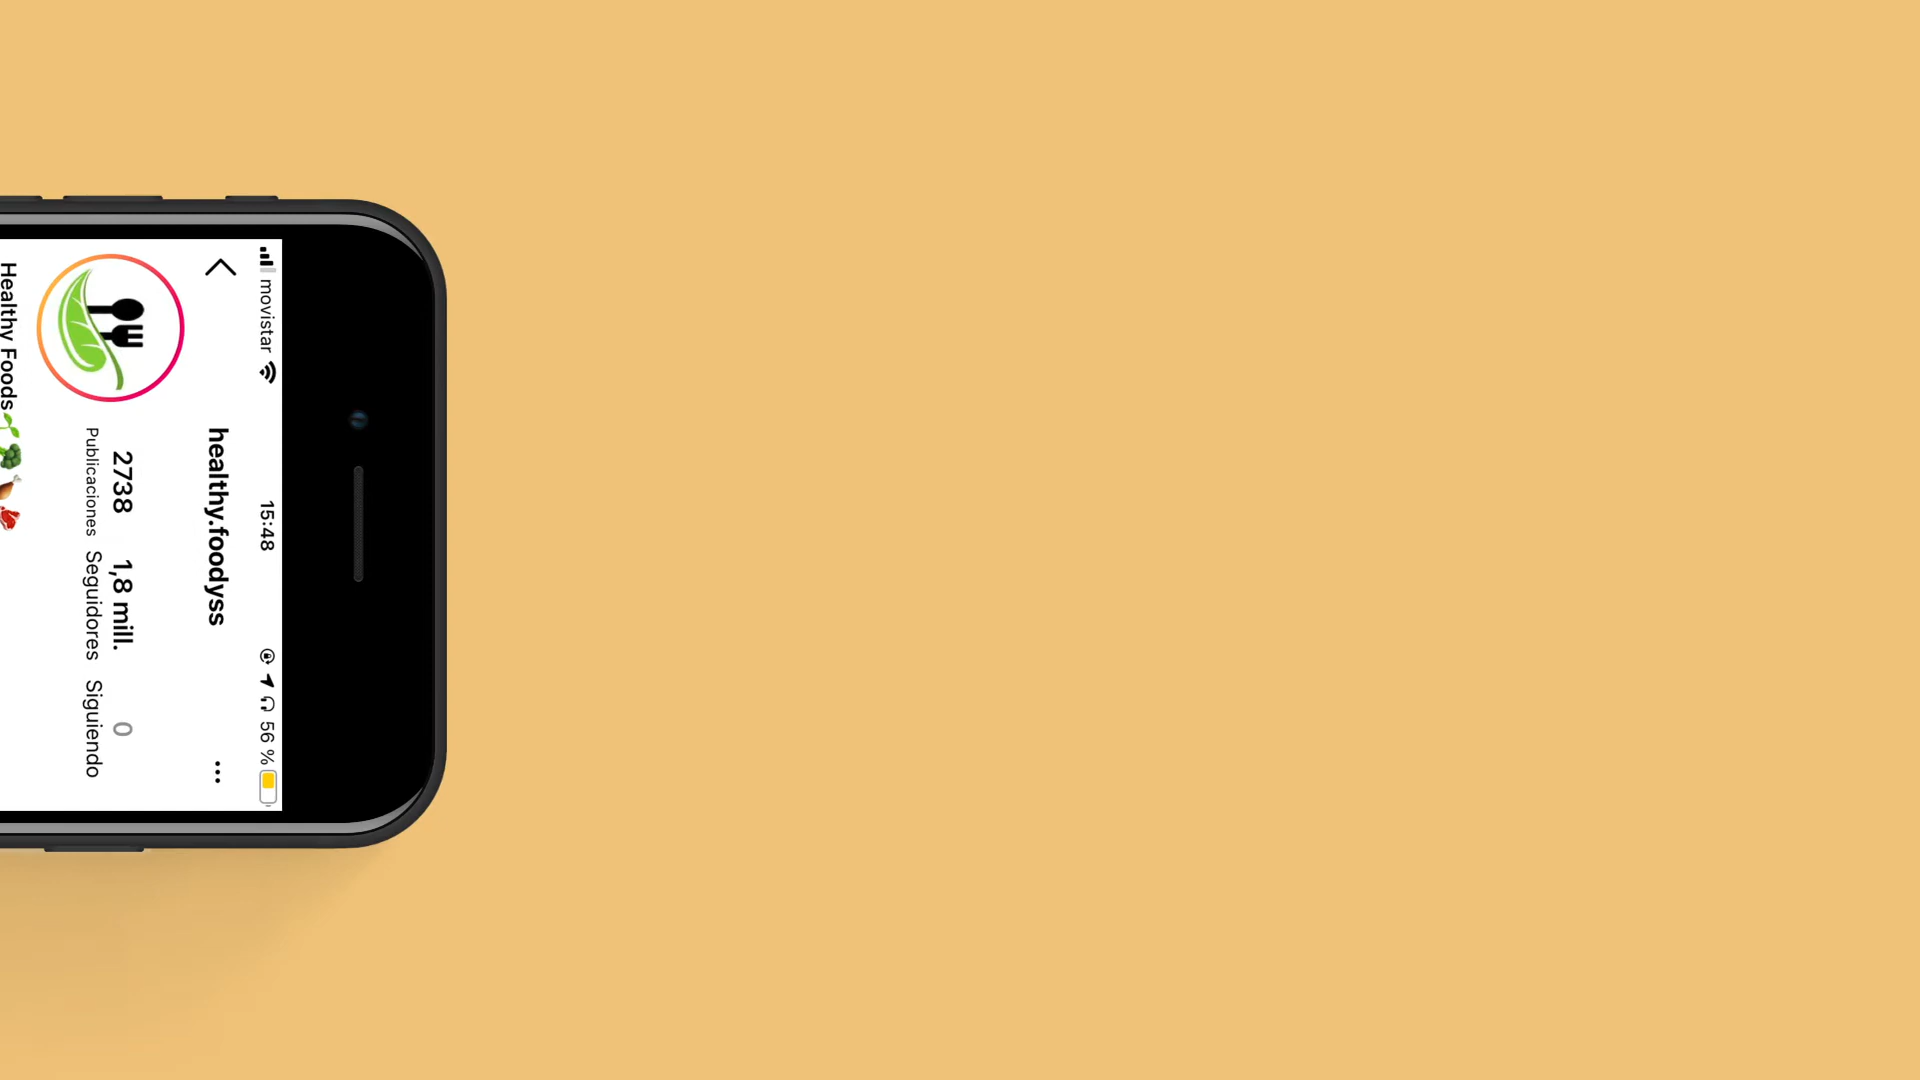 movistar 15:48 56 %
healthy.foodyss
2738 1,8 mill. 0
Publicaciones Seguidores Siguiendo
Healthy Foods